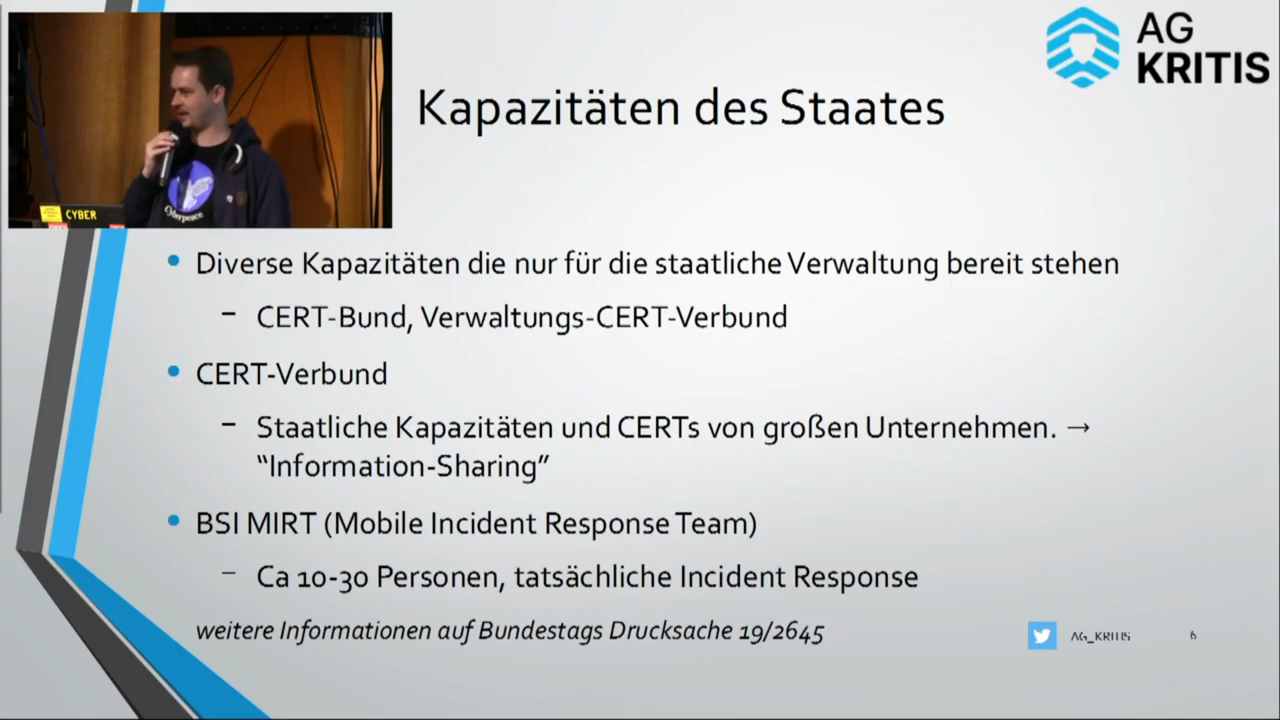 AG
KRITIS
Kapazitäten des Staates
CYBER
Cyberpeace
• Diverse Kapazitäten die nur für die staatliche Verwaltung bereit stehen
– CERT-Bund, Verwaltungs-CERT-Verbund
• CERT-Verbund
– Staatliche Kapazitäten und CERTs von großen Unternehmen. →
“Information-Sharing”
• BSI MIRT (Mobile Incident Response Team)
– Ca 10-30 Personen, tatsächliche Incident Response
weitere Informationen auf Bundestags Drucksache 19/2645
AG_KRITIS
6